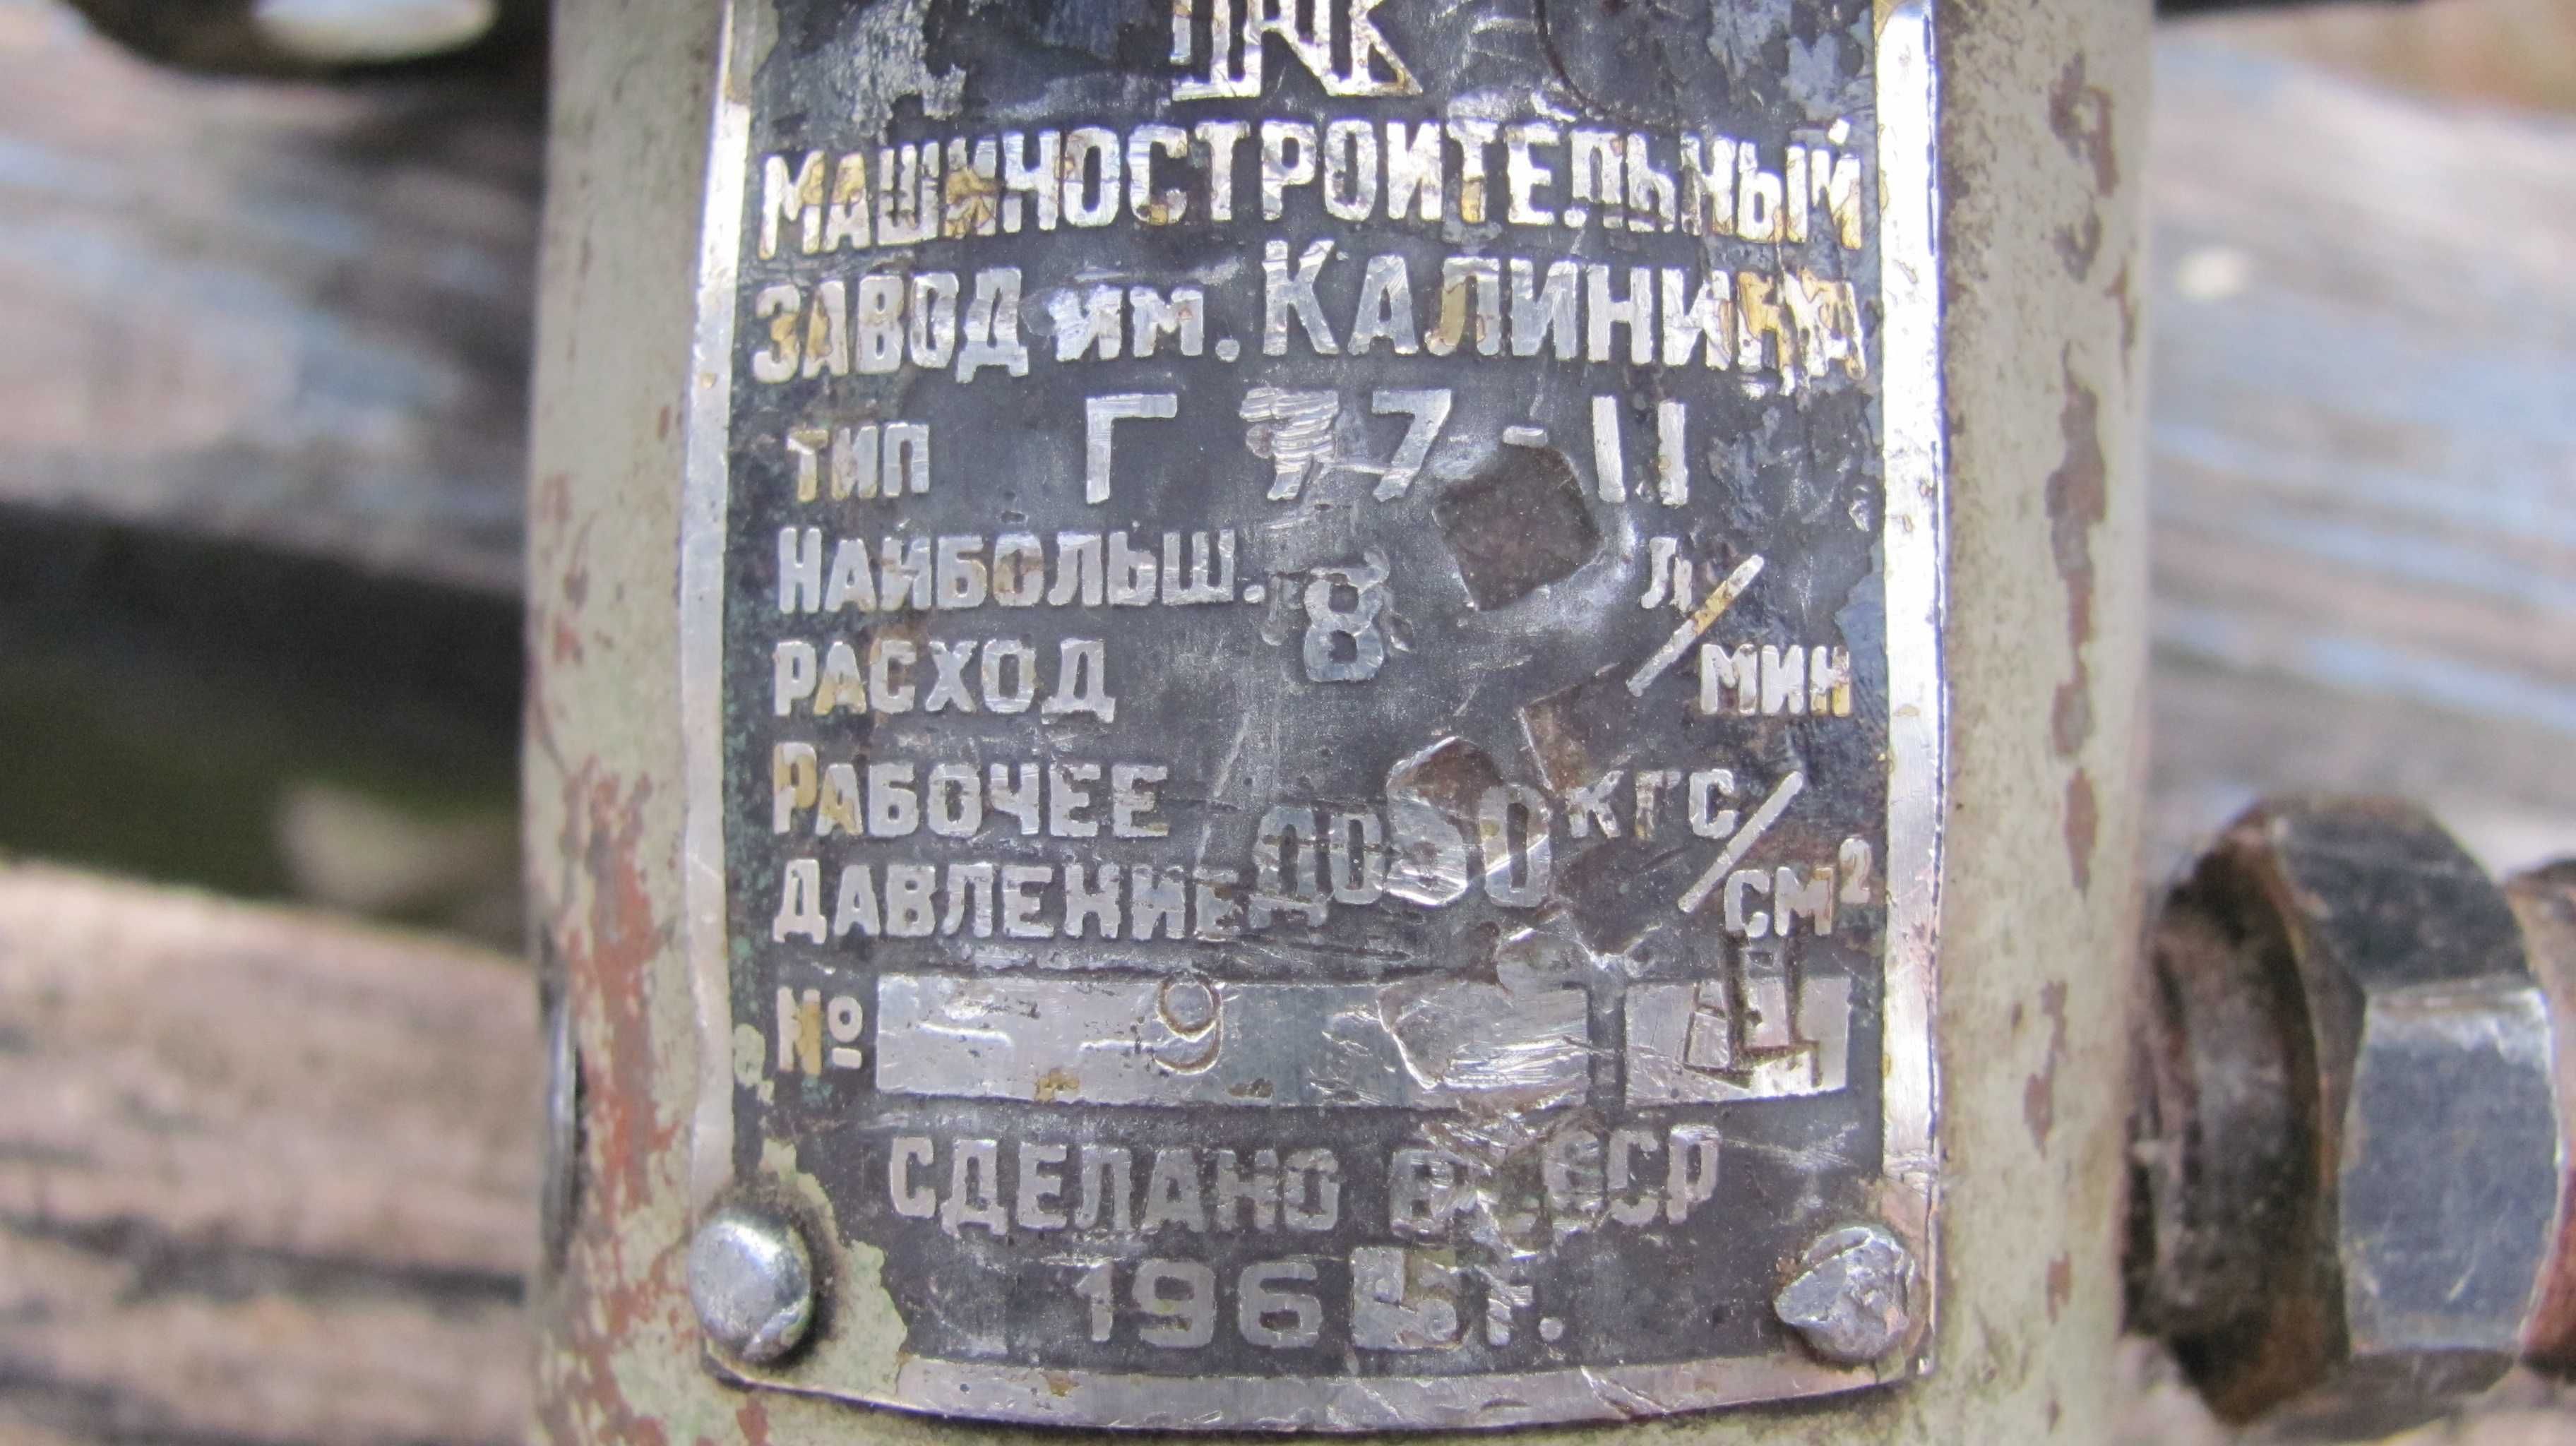 МАШИНОСТРОИТЕЛЬНЫЙ
ЗАВОД им. КАЛИНИНА
ТИП Г 77-11
НАИБОЛЬШ.
РАСХОД 8 Л/МИН
РАБОЧЕЕ
ДАВЛЕНИЕ ДО 50 КГС/СМ²
№ 9
СДЕЛАНО В СССР